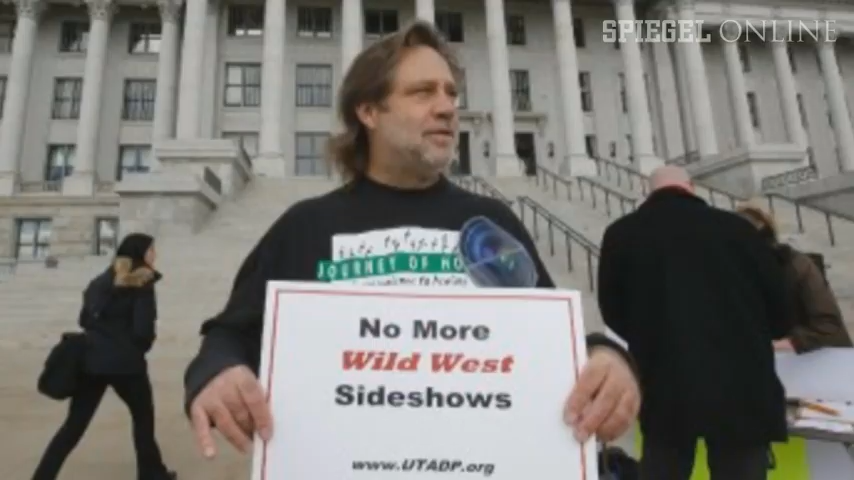 SPIEGEL ONLINE
JOURNEY OF HO
No More
Wild West
Sideshows
www.UTADP.org